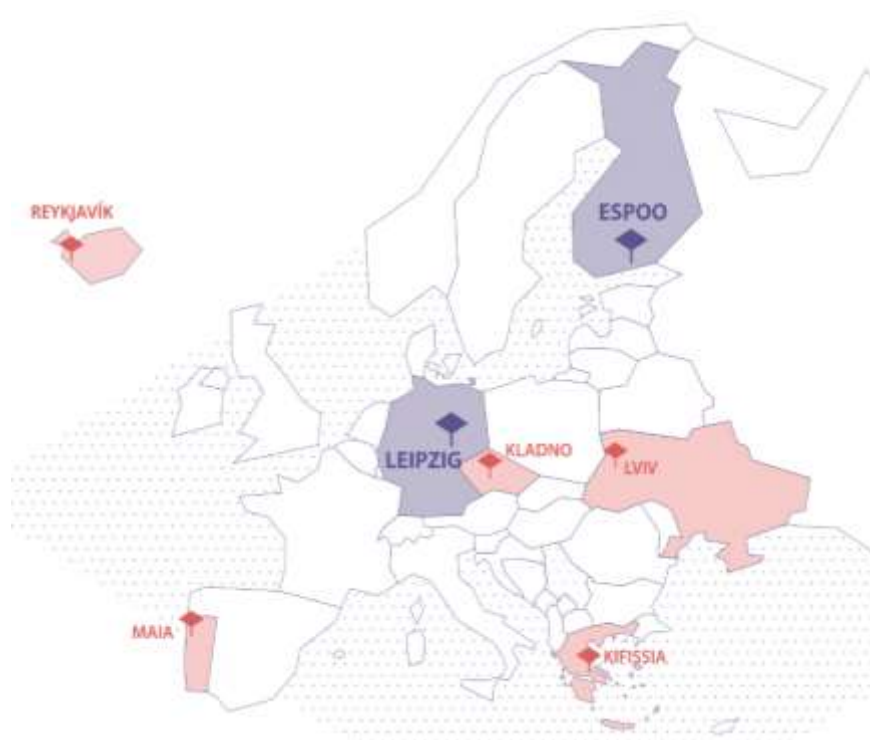 ESPOO
REYKJAVÍK
KLADNO
LEIPZIG
LVIV
MAIA
KIFISSIA